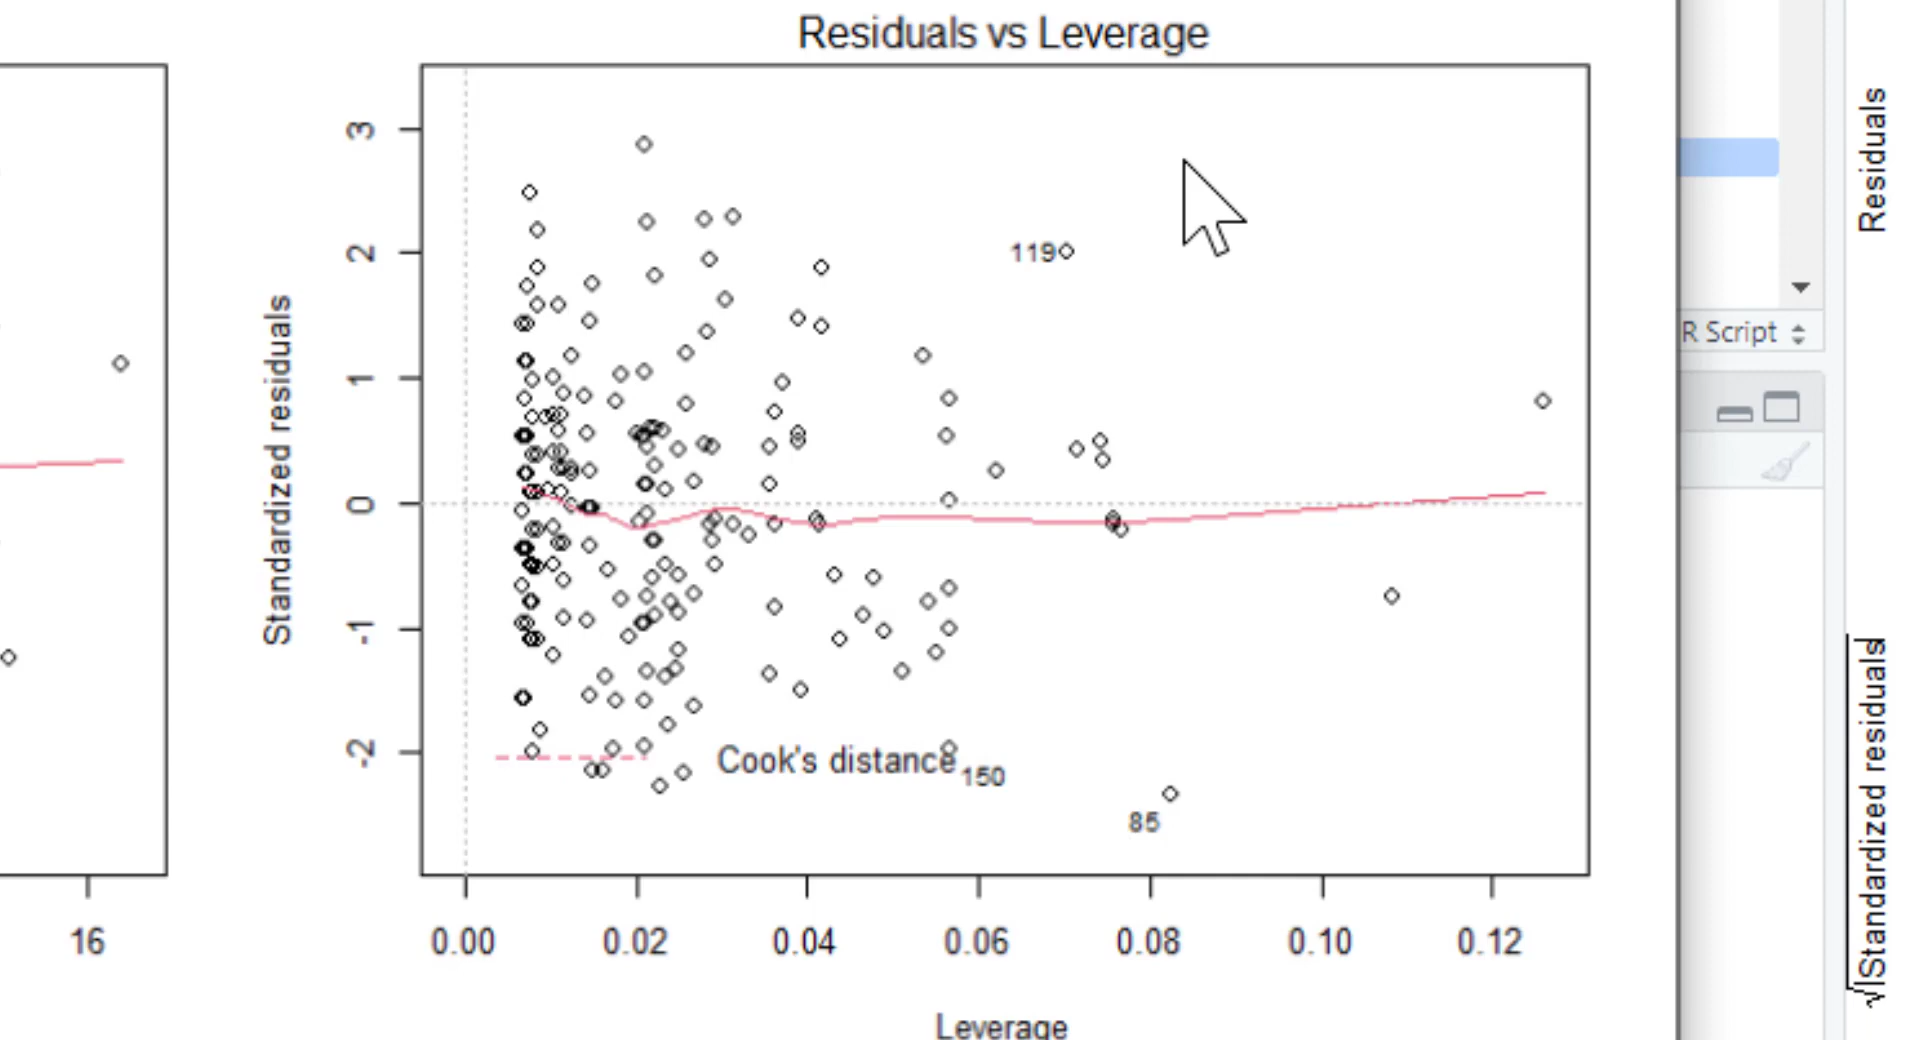 Residuals vs Leverage
Standardized residuals
3
2
1
0
-1
-2
119
Cook's distance
150
85
0.00
0.02
0.04
0.06
0.08
0.10
0.12
Leverage
16
R Script
Residuals
√|Standardized residuals|